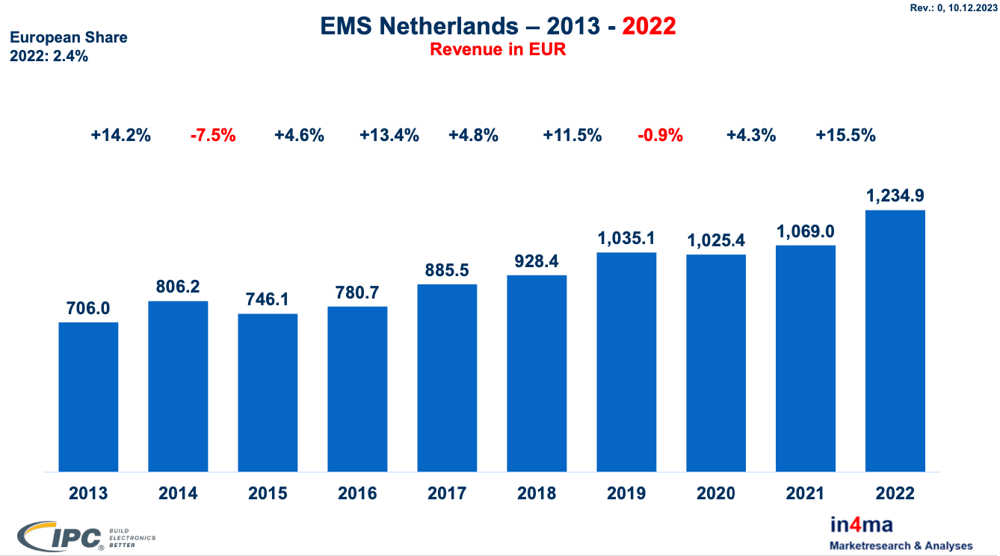 Rev.: 0, 10.12.2023
EMS Netherlands – 2013 - 2022
Revenue in EUR
European Share
2022: 2.4%
+14.2% -7.5% +4.6% +13.4% +4.8% +11.5% -0.9% +4.3% +15.5%
706.0 806.2 746.1 780.7 885.5 928.4 1,035.1 1,025.4 1,069.0 1,234.9
2013 2014 2015 2016 2017 2018 2019 2020 2021 2022
IPC®
BUILD
ELECTRONICS
BETTER
in4ma
Marketresearch & Analyses